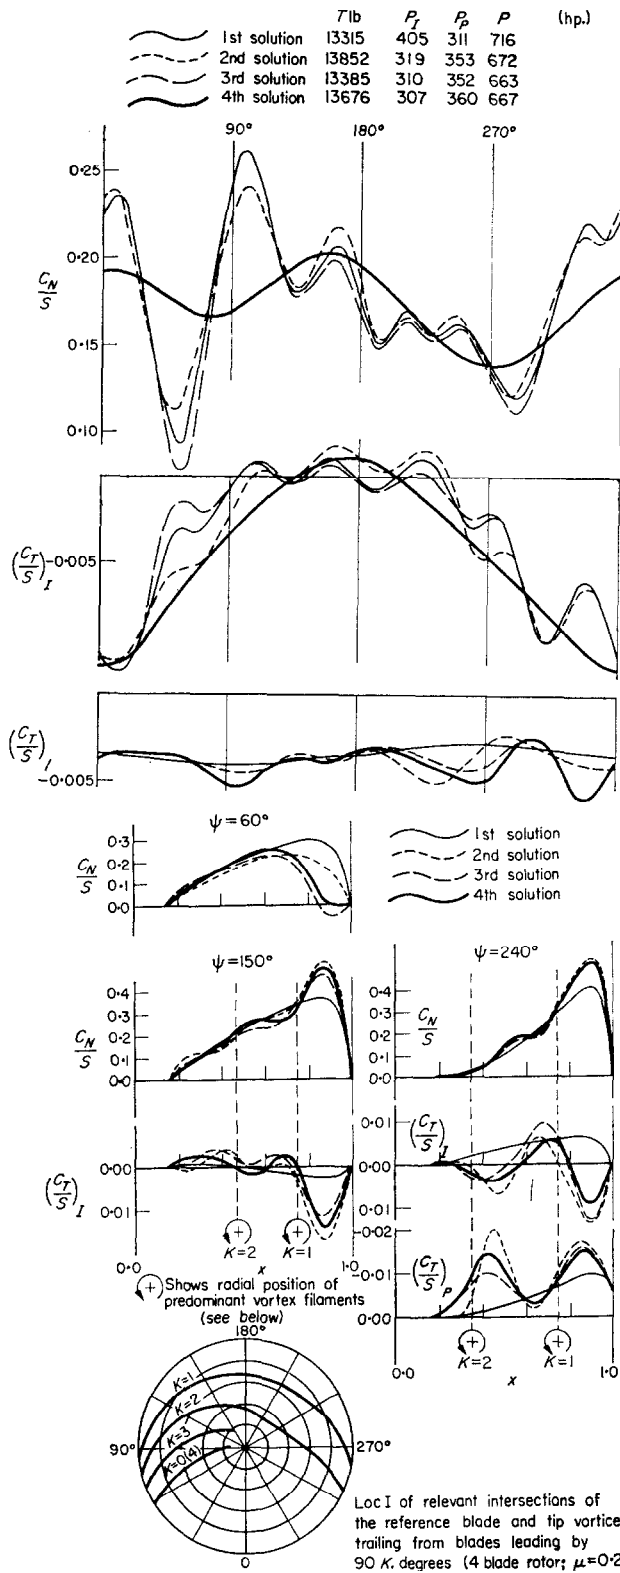 T lb P_I P_P P (hp.)
1st solution 13315 405 311 716
2nd solution 13852 319 353 672
3rd solution 13385 310 352 663
4th solution 13676 307 360 667
90° 180° 270°
0·25
0·20
C_N/S
0·15
0·10
(C_T/S)_I -0·005
(C_T/S)_I
-0·005
ψ=60°
0·3
C_N/S 0·2
0·1
0·0
1st solution
2nd solution
3rd solution
4th solution
ψ=150°
0·4
0·3
C_N/S 0·2
0·1
0·0
ψ=240°
0·4
0·3
C_N/S 0·2
0·1
0·0
(C_T/S)_I
0·00
0·01
K=2 K=1
0·0 x 1·0
0·01
(C_T/S)_I
0·00
0·01
-0·02
(C_T/S)_P
-0·01
0·00
K=2 K=1
0·0 x 1·0
Shows radial position of
predominant vortex filaments
(see below)
180°
K=1
K=2
K=3
K=0(4)
90° 270°
0
Loc I of relevant intersections of
the reference blade and tip vortice
trailing from blades leading by
90 K. degrees (4 blade rotor; μ=0·2